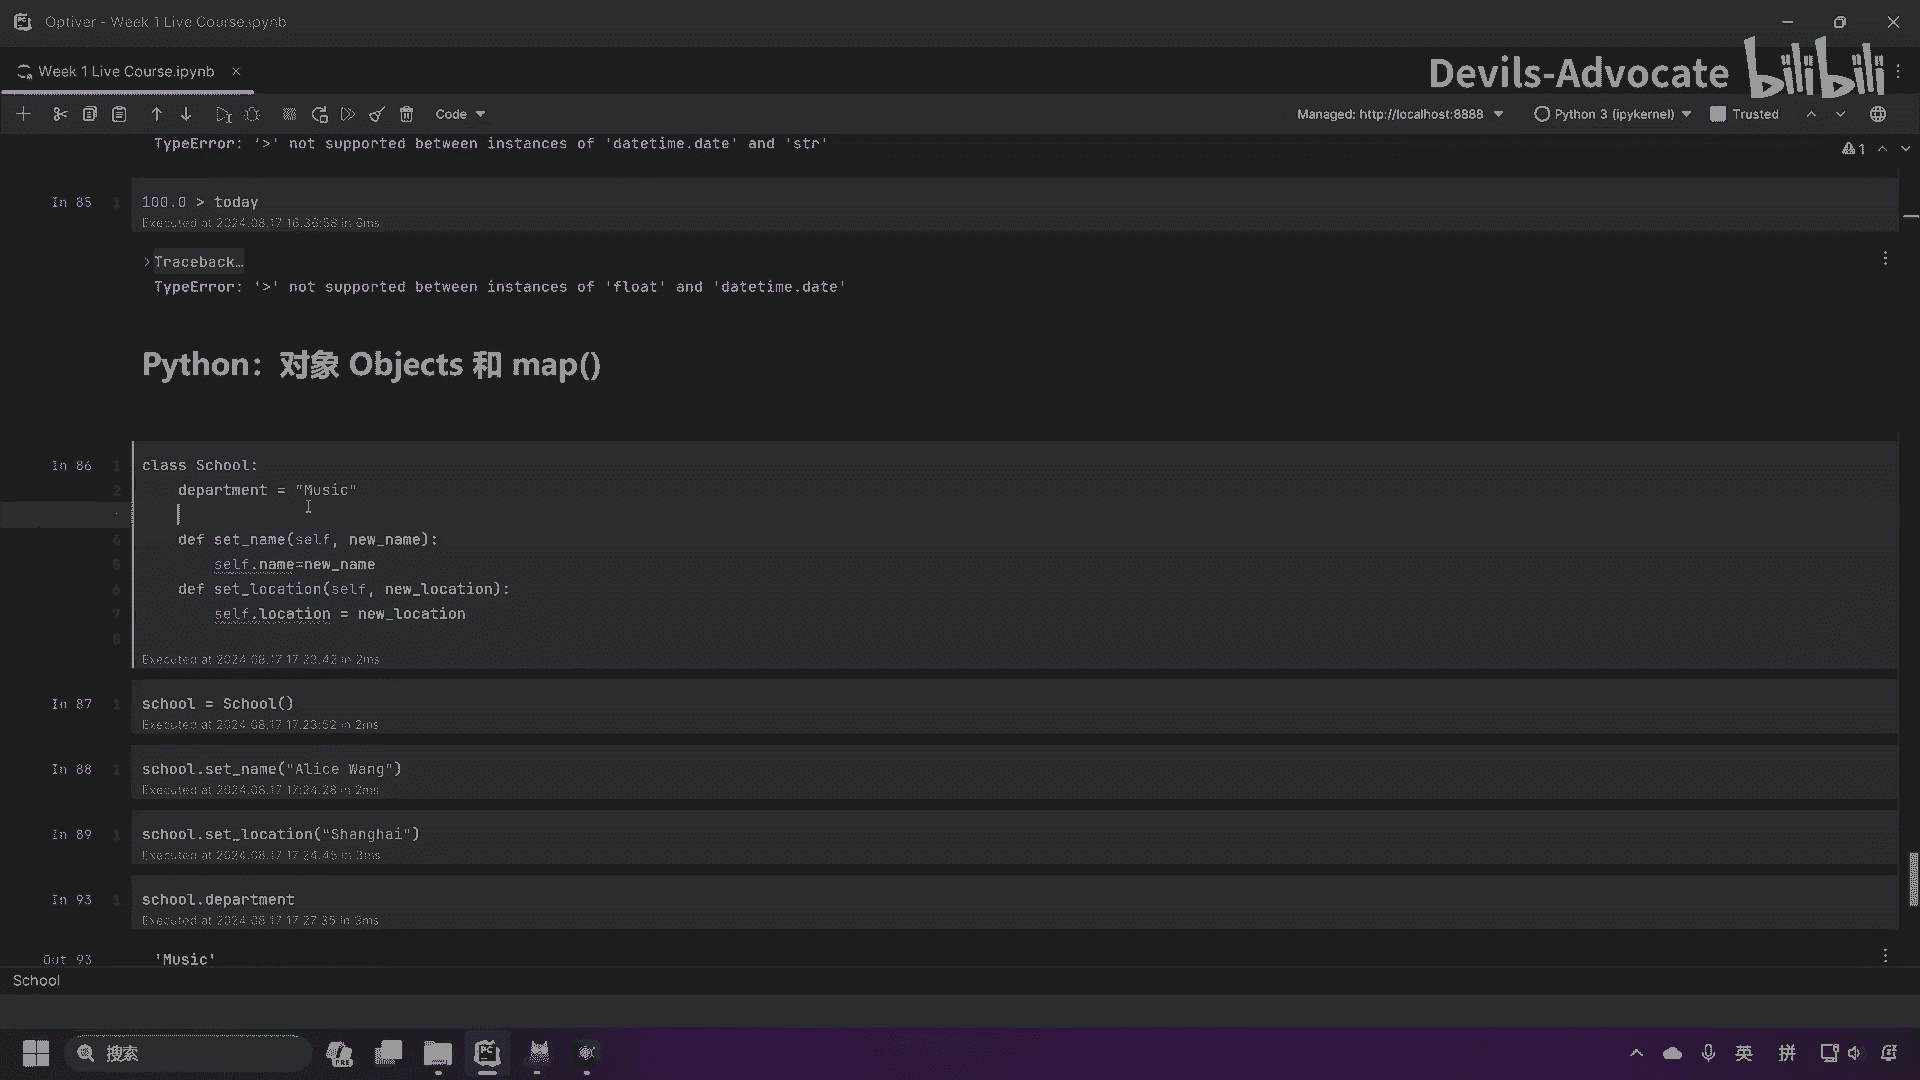 Optiver - Week 1 Live Course.ipynb
Week 1 Live Course.ipynb
Devils-Advocate bilibili
Code
Managed: http://localhost:8888
Python 3 (ipykernel)
Trusted
TypeError: '>' not supported between instances of 'datetime.date' and 'str'
1
In 85
1
100.0 > today
Executed at 2024.08.17 16:36:58 in 6ms
Traceback…
TypeError: '>' not supported between instances of 'float' and 'datetime.date'
Python：对象 Objects 和 map()
In 86
1 class School:
2 department = "Music"
4 def set_name(self, new_name):
5 self.name=new_name
6 def set_location(self, new_location):
7 self.location = new_location
8
Executed at 2024.08.17 17:23:42 in 2ms
In 87
1 school = School()
Executed at 2024.08.17 17:23:52 in 2ms
In 88
1 school.set_name("Alice Wang")
Executed at 2024.08.17 17:24:28 in 2ms
In 89
1 school.set_location("Shanghai")
Executed at 2024.08.17 17:24:45 in 3ms
In 93
1 school.department
Executed at 2024.08.17 17:27:35 in 3ms
Out 93
'Music'
School
搜索
PRE
PC
英
拼